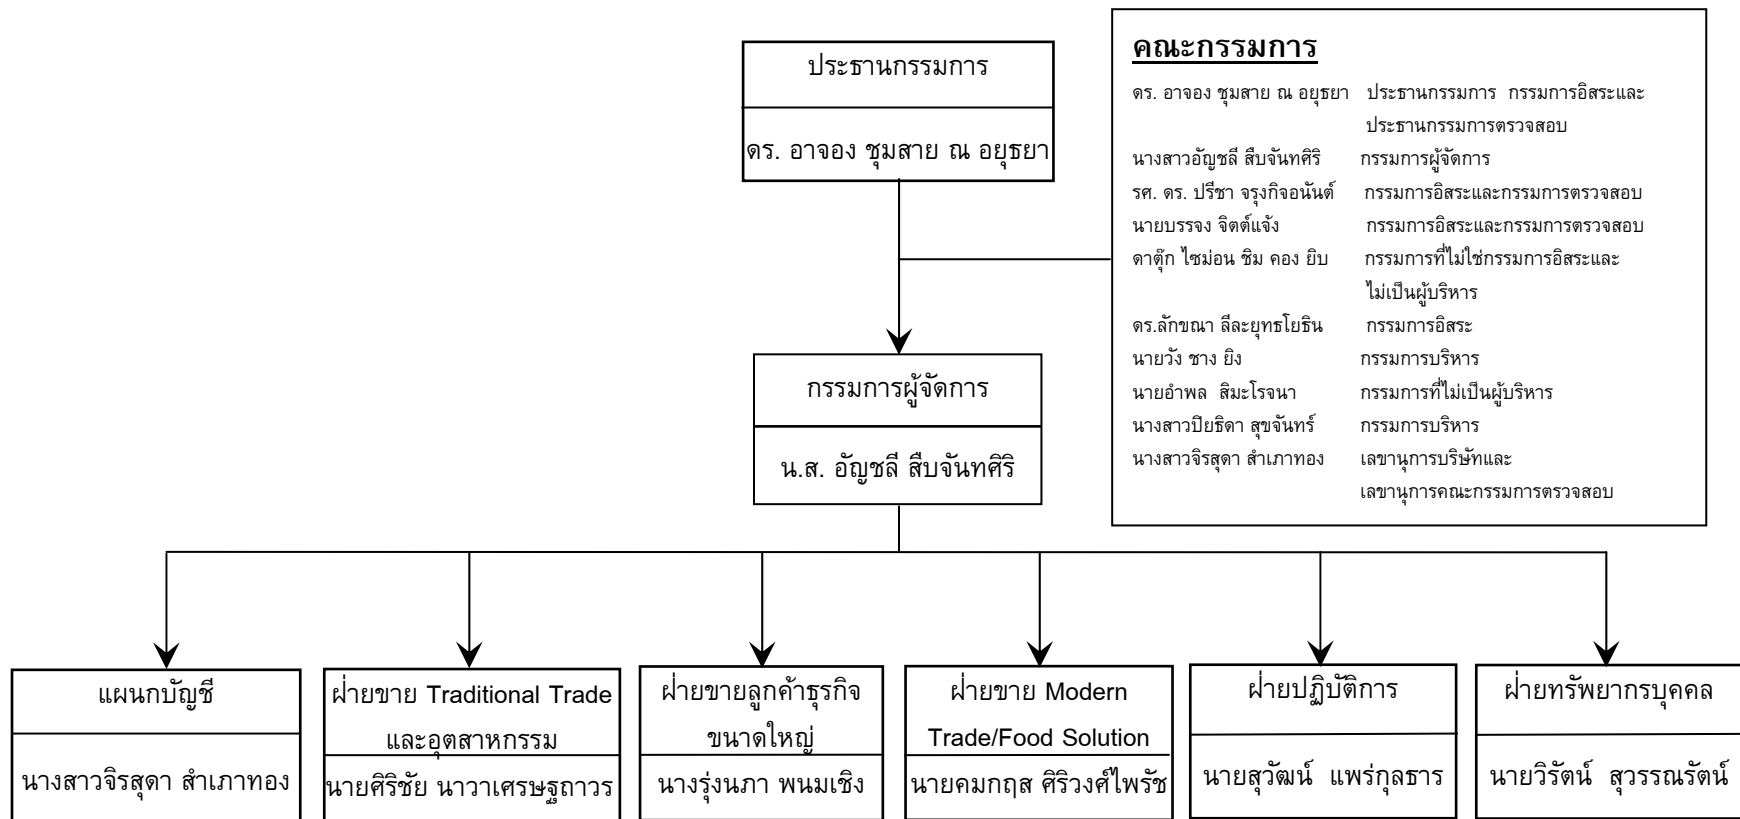 ประธานกรรมการ
ดร. อาจอง ชุมสาย ณ อยุธยา
คณะกรรมการ
ดร. อาจอง ชุมสาย ณ อยุธยา ประธานกรรมการ กรรมการอิสระและ
ประธานกรรมการตรวจสอบ
นางสาวอัญชลี สืบจันทศิริ กรรมการผู้จัดการ
รศ. ดร. ปรีชา จรุงกิจอนันต์ กรรมการอิสระและกรรมการตรวจสอบ
นายบรรจง จิตต์แจ้ง กรรมการอิสระและกรรมการตรวจสอบ
ดาตุ๊ก ไซม่อน ชิม คอง ยิบ กรรมการที่ไม่ใช่กรรมการอิสระและ
ไม่เป็นผู้บริหาร
ดร.ลักขณา ลีละยุทธโยธิน กรรมการอิสระ
นายวัง ชาง ยิง กรรมการบริหาร
นายอำพล สิมะโรจนา กรรมการที่ไม่เป็นผู้บริหาร
นางสาวปิยธิดา สุขจันทร์ กรรมการบริหาร
นางสาวจิรสุดา สำเภาทอง เลขานุการบริษัทและ
เลขานุการคณะกรรมการตรวจสอบ
กรรมการผู้จัดการ
น.ส. อัญชลี สืบจันทศิริ
แผนกบัญชี
นางสาวจิรสุดา สำเภาทอง
ฝ่ายขาย Traditional Trade
และอุตสาหกรรม
นายศิริชัย นาวาเศรษฐถาวร
ฝ่ายขายลูกค้าธุรกิจ
ขนาดใหญ่
นางรุ่งนภา พนมเชิง
ฝ่ายขาย Modern
Trade/Food Solution
นายคมกฤส ศิริวงศ์ไพรัช
ฝ่ายปฏิบัติการ
นายสุวัฒน์ แพร่กุลธาร
ฝ่ายทรัพยากรบุคคล
นายวิรัตน์ สุวรรณรัตน์